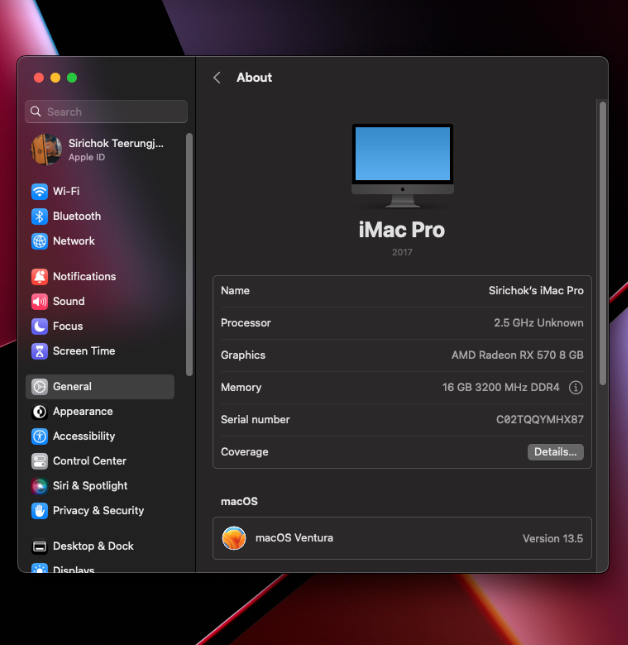 About
Search
Sirichok Teerungj...
Apple ID
Wi-Fi
Bluetooth
Network
Notifications
Sound
Focus
Screen Time
General
Appearance
Accessibility
Control Center
Siri & Spotlight
Privacy & Security
Desktop & Dock
Displays
iMac Pro
2017
Name Sirichok's iMac Pro
Processor 2.5 GHz Unknown
Graphics AMD Radeon RX 570 8 GB
Memory 16 GB 3200 MHz DDR4
Serial number C02TQQYMHX87
Coverage Details...
macOS
macOS Ventura Version 13.5